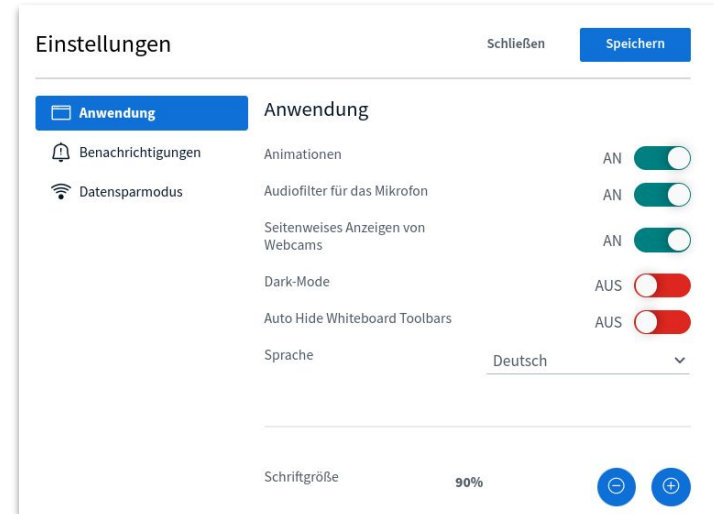 Einstellungen
Schließen
Speichern
Anwendung
Benachrichtigungen
Datensparmodus
Anwendung
Animationen
AN
Audiofilter für das Mikrofon
AN
Seitenweises Anzeigen von
Webcams
AN
Dark-Mode
AUS
Auto Hide Whiteboard Toolbars
AUS
Sprache
Deutsch
Schriftgröße
90%